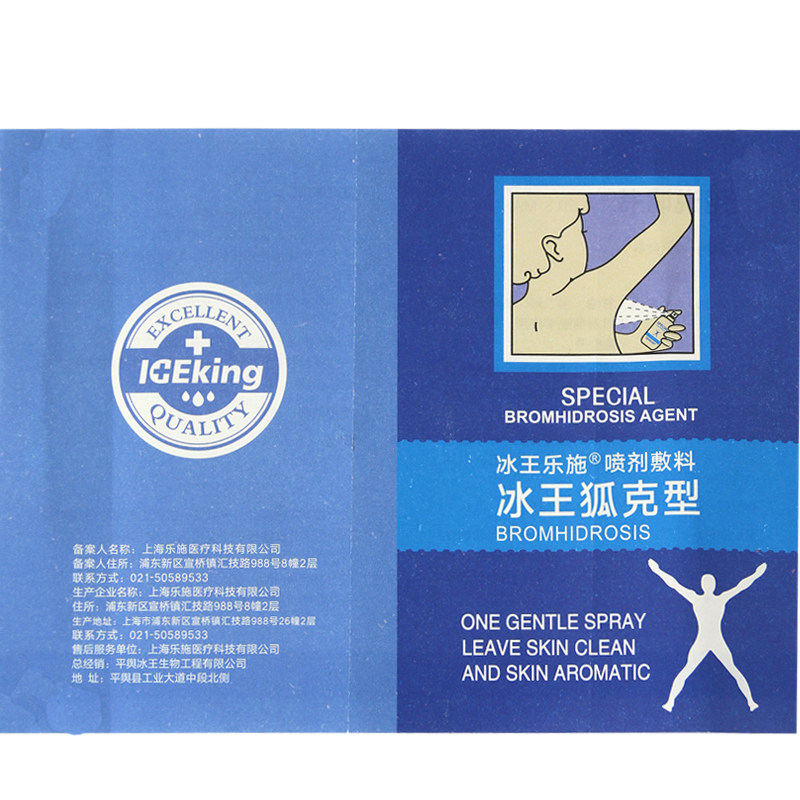 EXCELLENT
ICEking
QUALITY
备案人名称：上海乐施医疗科技有限公司
备案人住所：浦东新区宣桥镇汇技路988号8幢2层
联系方式：021-50589533
生产企业名称：上海乐施医疗科技有限公司
住所：浦东新区宣桥镇汇技路988号8幢2层
生产地址：上海市浦东新区宣桥镇汇技路988号26幢2层
联系方式：021-50589533
售后服务单位：上海乐施医疗科技有限公司
总经销：平舆冰王生物工程有限公司
地 址：平舆县工业大道中段北侧
SPECIAL
BROMHIDROSIS AGENT
冰王乐施®喷剂敷料
冰王狐克型
BROMHIDROSIS
ONE GENTLE SPRAY
LEAVE SKIN CLEAN
AND SKIN AROMATIC